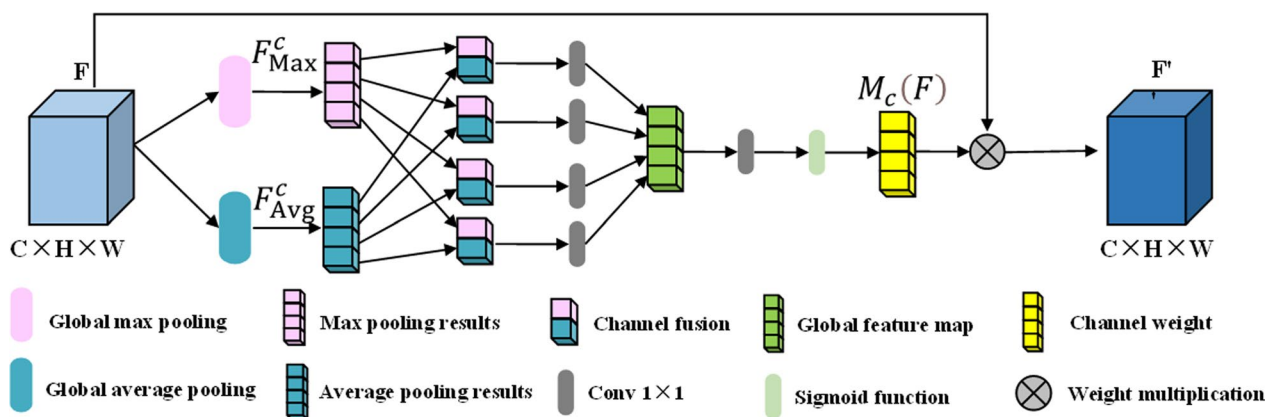 F
F^c_Max
F^c_Avg
C×H×W
M_c(F)
F'
'
C×H×W
Global max pooling
Max pooling results
Channel fusion
Global feature map
Channel weight
Global average pooling
Average pooling results
Conv 1×1
Sigmoid function
Weight multiplication